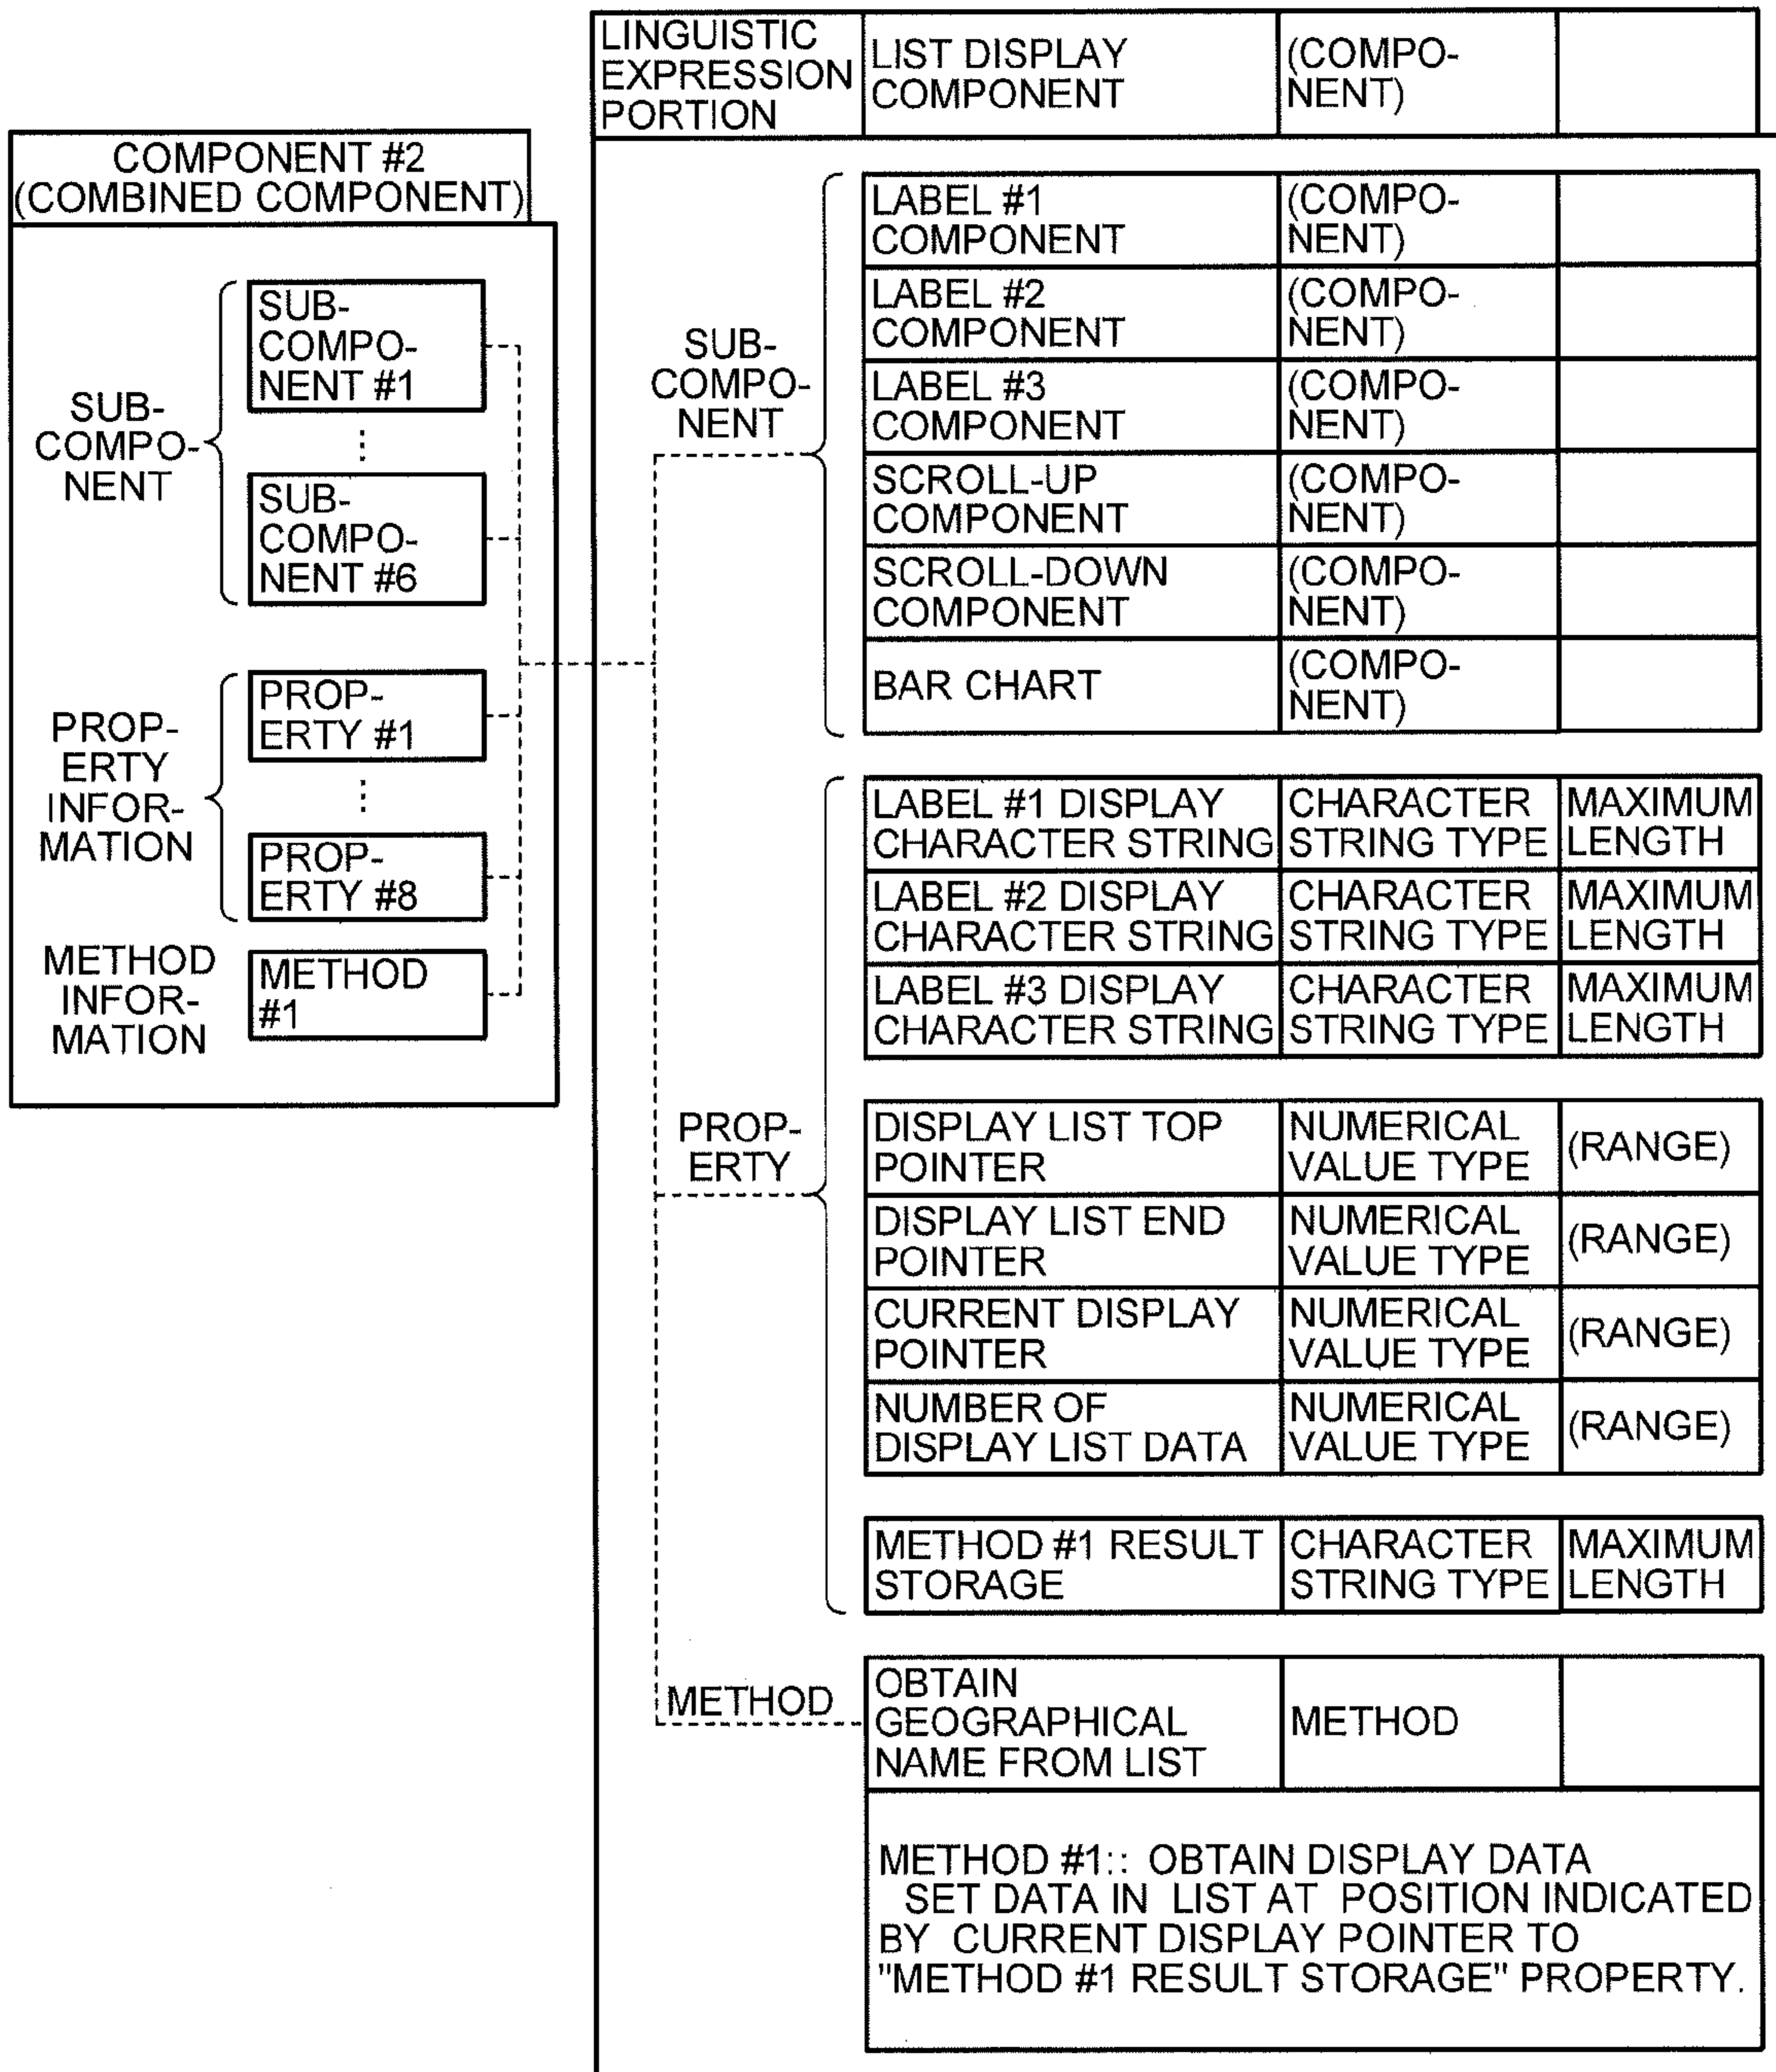 COMPONENT #2
(COMBINED COMPONENT)
SUB-
COMPO-
NENT
SUB-
COMPO-
NENT #1
SUB-
COMPO-
NENT #6
PROP-
ERTY
INFOR-
MATION
PROP-
ERTY #1
PROP-
ERTY #8
METHOD
INFOR-
MATION
METHOD
#1
LINGUISTIC
EXPRESSION
PORTION
LIST DISPLAY
COMPONENT
(COMPO-
NENT)
SUB-
COMPO-
NENT
LABEL #1
COMPONENT
(COMPO-
NENT)
LABEL #2
COMPONENT
(COMPO-
NENT)
LABEL #3
COMPONENT
(COMPO-
NENT)
SCROLL-UP
COMPONENT
(COMPO-
NENT)
SCROLL-DOWN
COMPONENT
(COMPO-
NENT)
BAR CHART
(COMPO-
NENT)
PROP-
ERTY
LABEL #1 DISPLAY
CHARACTER STRING
CHARACTER
STRING TYPE
MAXIMUM
LENGTH
LABEL #2 DISPLAY
CHARACTER STRING
CHARACTER
STRING TYPE
MAXIMUM
LENGTH
LABEL #3 DISPLAY
CHARACTER STRING
CHARACTER
STRING TYPE
MAXIMUM
LENGTH
DISPLAY LIST TOP
POINTER
NUMERICAL
VALUE TYPE
(RANGE)
DISPLAY LIST END
POINTER
NUMERICAL
VALUE TYPE
(RANGE)
CURRENT DISPLAY
POINTER
NUMERICAL
VALUE TYPE
(RANGE)
NUMBER OF
DISPLAY LIST DATA
NUMERICAL
VALUE TYPE
(RANGE)
METHOD #1 RESULT
STORAGE
CHARACTER
STRING TYPE
MAXIMUM
LENGTH
METHOD
OBTAIN
GEOGRAPHICAL
NAME FROM LIST
METHOD
METHOD #1:: OBTAIN DISPLAY DATA
SET DATA IN LIST AT POSITION INDICATED
BY CURRENT DISPLAY POINTER TO
"METHOD #1 RESULT STORAGE" PROPERTY.